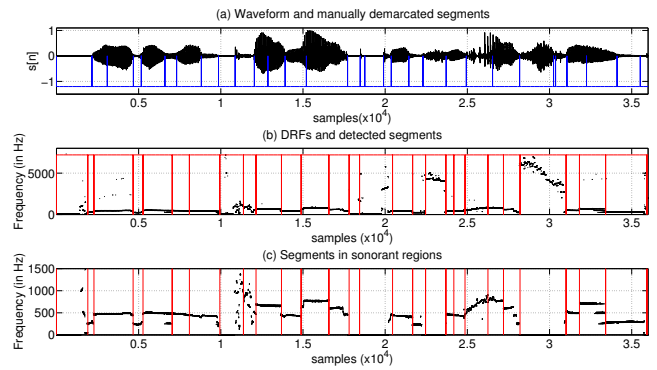 (a) Waveform and manually demarcated segments
s[n]
1
0
−1
0.5 1 1.5 2 2.5 3 3.5
samples(x10⁴)
(b) DRFs and detected segments
Frequency (in Hz)
5000
0
0.5 1 1.5 2 2.5 3 3.5
samples (x10⁴)
(c) Segments in sonorant regions
Frequency (in Hz)
1500
1000
500
0
0.5 1 1.5 2 2.5 3 3.5
samples (x10⁴)